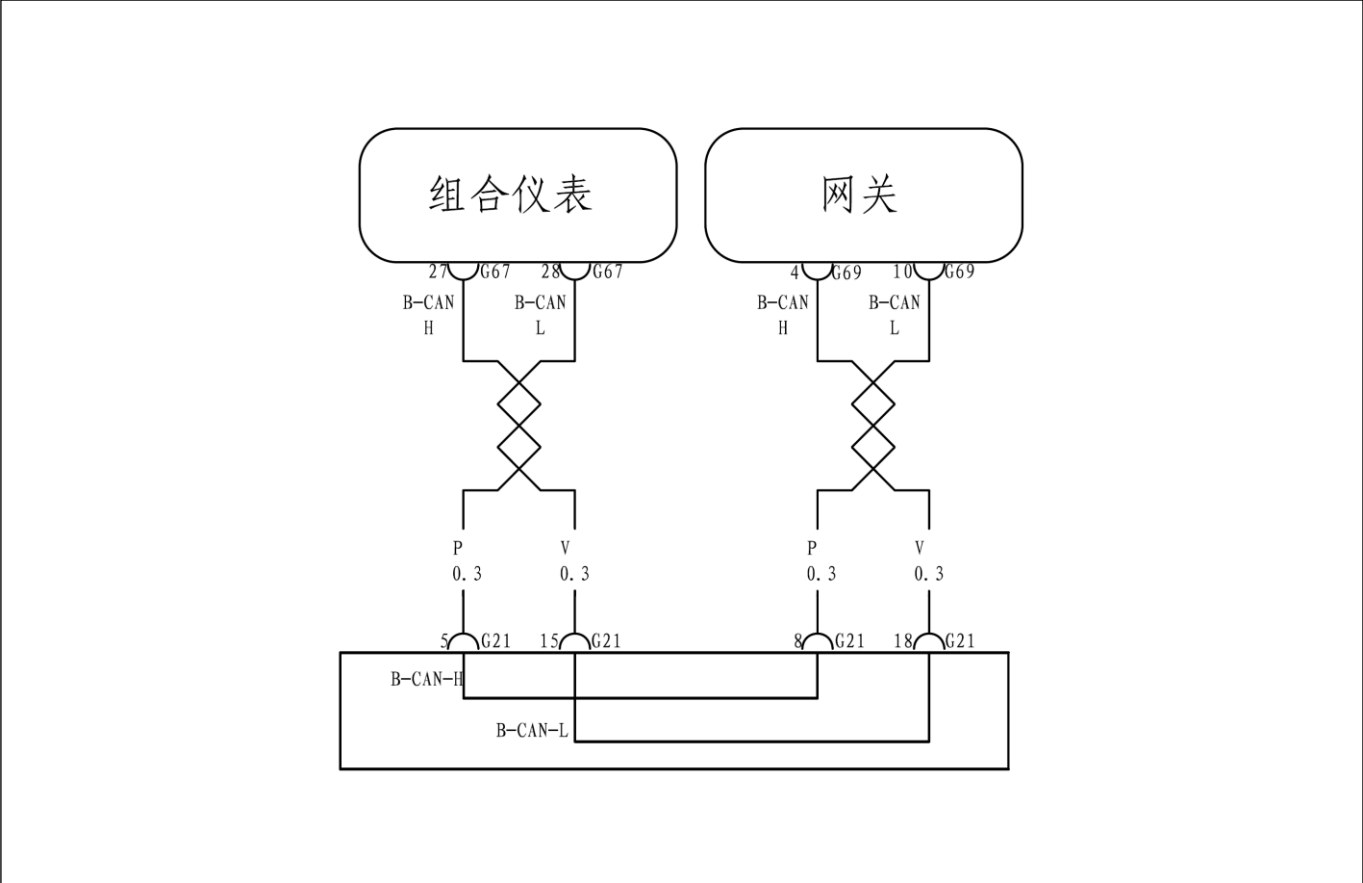 组合仪表
网关
27 G67 28 G67 4 G69 10 G69
B-CAN B-CAN B-CAN B-CAN
H L H L
P V P V
0.3 0.3 0.3 0.3
5 G21 15 G21 8 G21 18 G21
B-CAN-H
B-CAN-L